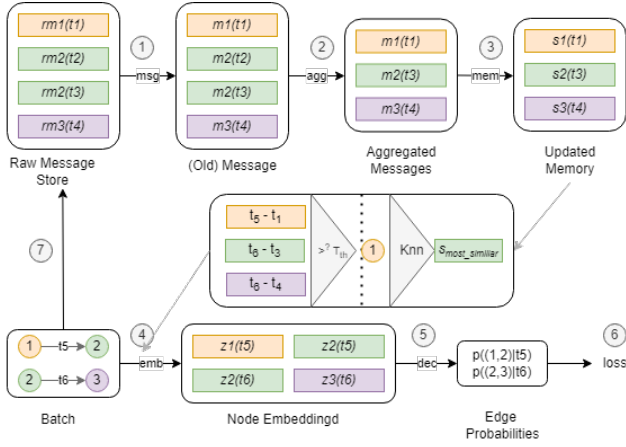 rm1(t1)
rm2(t2)
rm2(t3)
rm3(t4)
Raw Message
Store
1
msg
m1(t1)
m2(t2)
m2(t3)
m3(t4)
(Old) Message
2
agg
m1(t1)
m2(t3)
m3(t4)
Aggregated
Messages
3
mem
s1(t1)
s2(t3)
s3(t4)
Updated
Memory
t5 - t1
t6 - t3
t6 - t4
>? Tth
1
Knn
smost_similiar
7
1 t5 2
2 t6 3
Batch
4
emb
z1(t5) z2(t5)
z2(t6) z3(t6)
Node Embeddingd
5
dec
p((1,2)|t5)
p((2,3)|t6)
Edge
Probabilities
6
loss